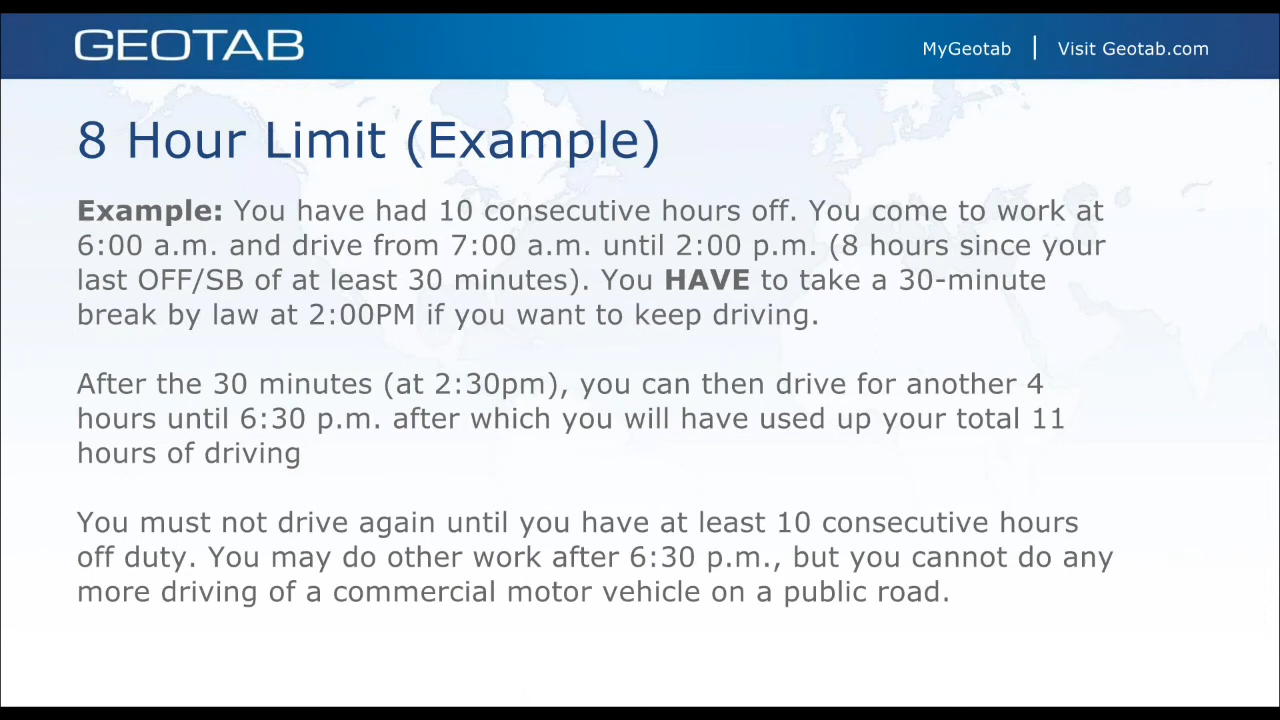 GEOTAB
MyGeotab | Visit Geotab.com
8 Hour Limit (Example)
Example: You have had 10 consecutive hours off. You come to work at
6:00 a.m. and drive from 7:00 a.m. until 2:00 p.m. (8 hours since your
last OFF/SB of at least 30 minutes). You HAVE to take a 30-minute
break by law at 2:00PM if you want to keep driving.
After the 30 minutes (at 2:30pm), you can then drive for another 4
hours until 6:30 p.m. after which you will have used up your total 11
hours of driving
You must not drive again until you have at least 10 consecutive hours
off duty. You may do other work after 6:30 p.m., but you cannot do any
more driving of a commercial motor vehicle on a public road.